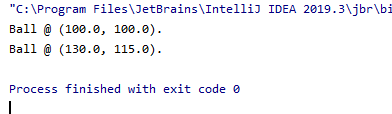 "C:\Program Files\JetBrains\IntelliJ IDEA 2019.3\jbr\bi
Ball @ (100.0, 100.0).
Ball @ (130.0, 115.0).
Process finished with exit code 0